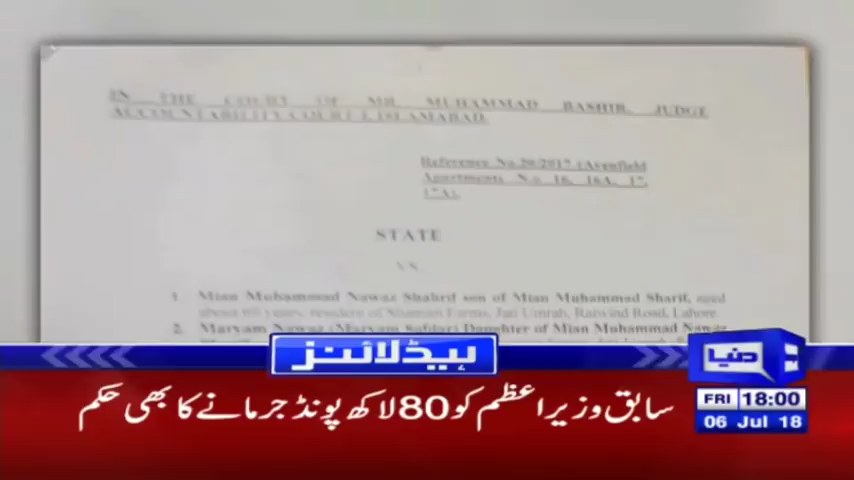 IN THE COURT OF MR. MUHAMMAD BASHIR, JUDGE
ACCOUNTABILITY COURT I, ISLAMABAD.
Reference No.20/2017 (Avenfield
Apartments No. 16, 16A, 17,
17A).
STATE
VS
1. Mian Muhammad Nawaz Sharif son of Mian Muhammad Sharif, aged
about 69 years, resident of Shamim Farms, Jati Umrah, Raiwind Road, Lahore.
2. Maryam Nawaz (Maryam Safdar) Daughter of Mian Muhammad Nawaz
ہیڈلائنز
دنیا
سابق وزیراعظم کو 80 لاکھ پونڈ جرمانے کا بھی حکم
FRI 18:00
06 Jul 18